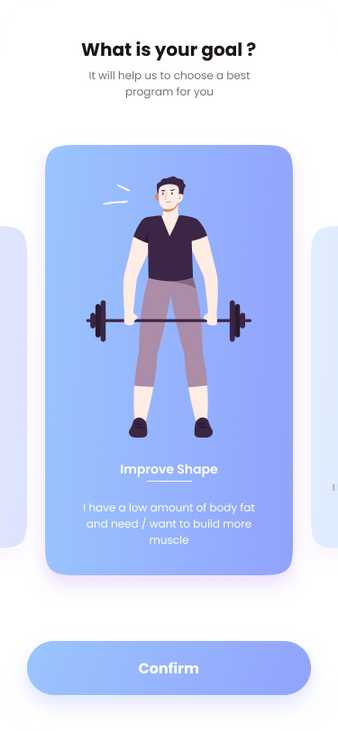 What is your goal ?
It will help us to choose a best
program for you
Improve Shape
I have a low amount of body fat
and need / want to build more
muscle
Confirm